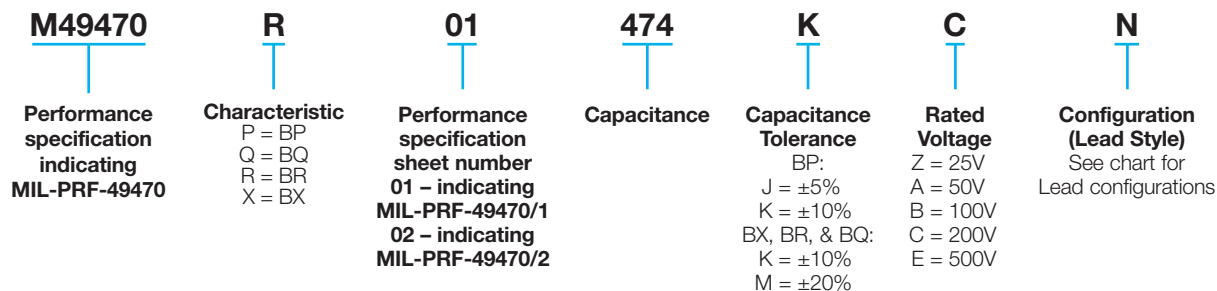 M49470 R 01 474 K C N
Performance
specification
indicating
MIL-PRF-49470
Characteristic
P = BP
Q = BQ
R = BR
X = BX
Performance
specification
sheet number
01 – indicating
MIL-PRF-49470/1
02 – indicating
MIL-PRF-49470/2
Capacitance
Capacitance
Tolerance
BP:
J = ±5%
K = ±10%
BX, BR, & BQ:
K = ±10%
M = ±20%
Rated
Voltage
Z = 25V
A = 50V
B = 100V
C = 200V
E = 500V
Configuration
(Lead Style)
See chart for
Lead configurations